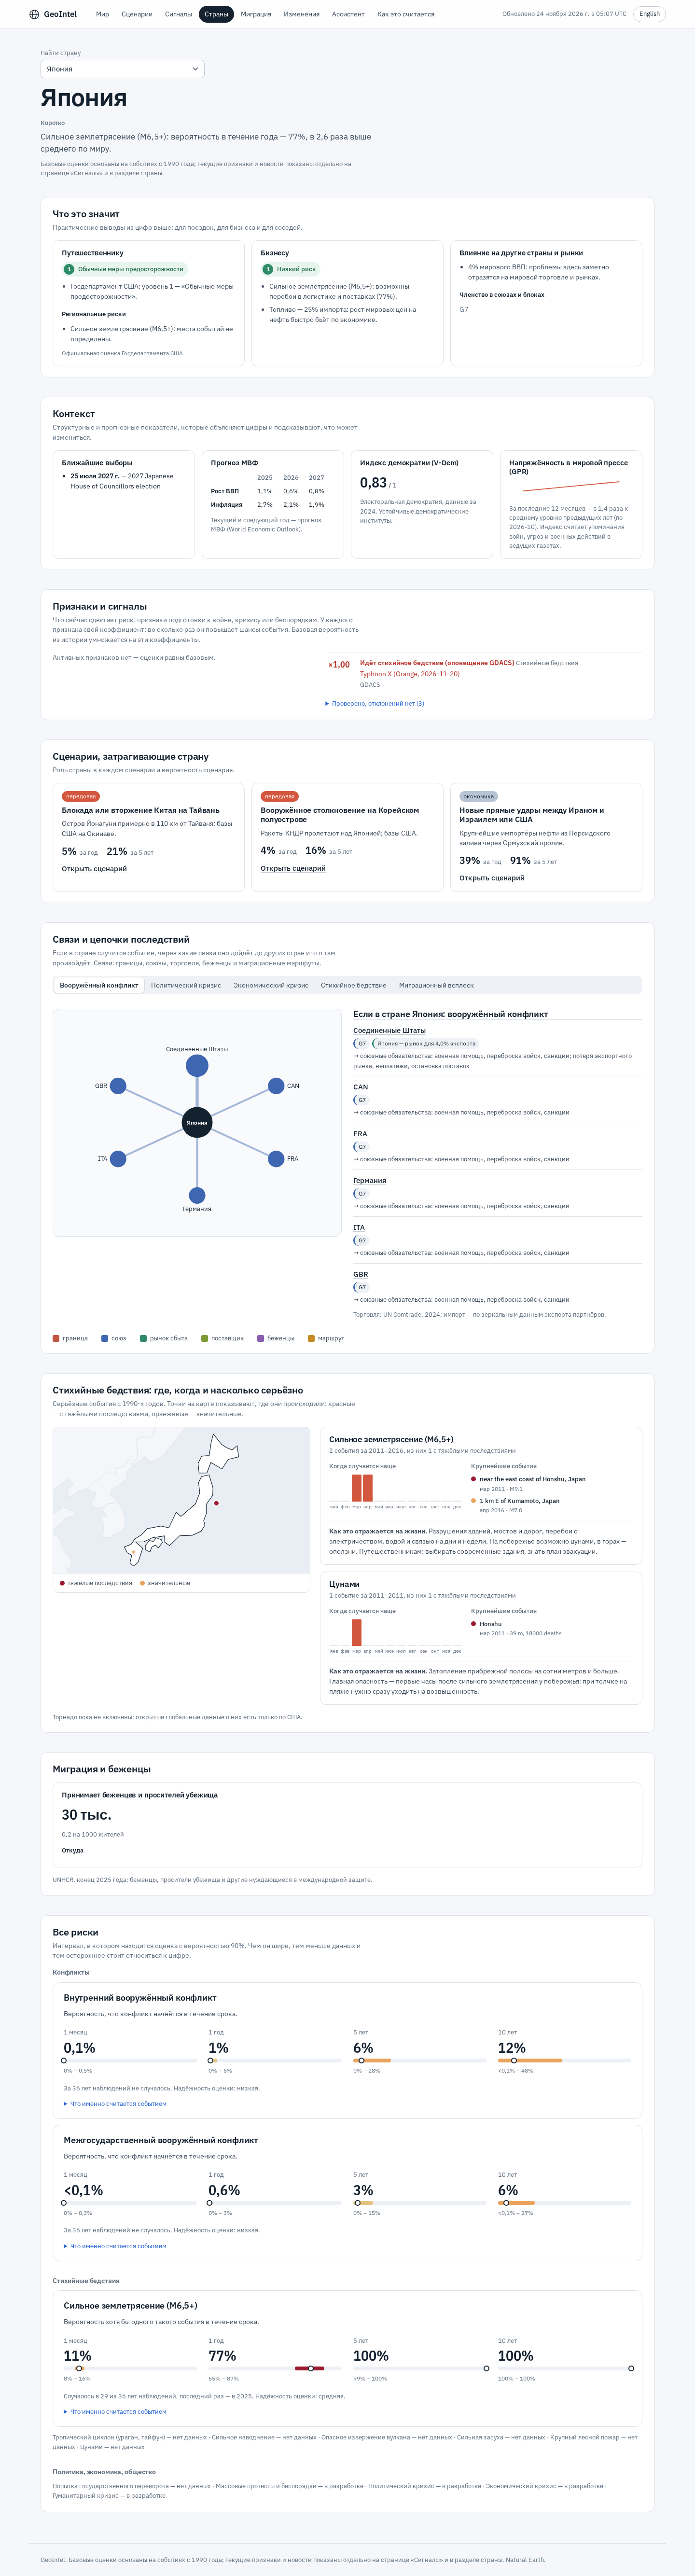 GeoIntel
Мир Сценарии Сигналы Страны Миграция Изменения Ассистент Как это считается
Обновлено 24 ноября 2026 г. в 05:07 UTC
English
Найти страну
Япония
Япония
Коротко
Сильное землетрясение (M6,5+): вероятность в течение года — 77%, в 2,6 раза выше
среднего по миру.
Базовые оценки основаны на событиях с 1990 года; текущие признаки и новости показаны отдельно на
странице «Сигналы» и в разделе страны.
Что это значит
Практические выводы из цифр выше: для поездок, для бизнеса и для соседей.
Путешественнику
1 Обычные меры предосторожности
Госдепартамент США: уровень 1 — «Обычные меры
предосторожности».
Региональные риски
Сильное землетрясение (M6,5+): места событий не
определены.
Официальная оценка Госдепартамента США
Бизнесу
1 Низкий риск
Сильное землетрясение (M6,5+): возможны
перебои в логистике и поставках (77%).
Топливо — 25% импорта: рост мировых цен на
нефть быстро бьёт по экономике.
Влияние на другие страны и рынки
4% мирового ВВП: проблемы здесь заметно
отразятся на мировой торговле и рынках.
Членство в союзах и блоках
G7
Контекст
Структурные и прогнозные показатели, которые объясняют цифры и подсказывают, что может
измениться.
Ближайшие выборы
25 июля 2027 г. — 2027 Japanese
House of Councillors election
Прогноз МВФ
2025 2026 2027
Рост ВВП 1,1% 0,6% 0,8%
Инфляция 2,7% 2,1% 1,9%
Текущий и следующий год — прогноз
МВФ (World Economic Outlook).
Индекс демократии (V-Dem)
0,83 / 1
Электоральная демократия, данные за
2024. Устойчивые демократические
институты.
Напряжённость в мировой прессе
(GPR)
За последние 12 месяцев — в 1,4 раза к
среднему уровню предыдущих лет (по
2026-10). Индекс считает упоминания
войн, угроз и военных действий в
ведущих газетах.
Признаки и сигналы
Что сейчас сдвигает риск: признаки подготовки к войне, кризису или беспорядкам. У каждого
признака свой коэффициент: во сколько раз он повышает шансы события. Базовая вероятность
из истории умножается на эти коэффициенты.
Активных признаков нет — оценки равны базовым.
×1,00
Идёт стихийное бедствие (оповещение GDACS) Стихийные бедствия
Typhoon X (Orange, 2026-11-20)
GDACS
Проверено, отклонений нет (3)
Сценарии, затрагивающие страну
Роль страны в каждом сценарии и вероятность сценария.
передовая
Блокада или вторжение Китая на Тайвань
Остров Йонагуни примерно в 110 км от Тайваня; базы
США на Окинаве.
5% за год 21% за 5 лет
Открыть сценарий
передовая
Вооружённое столкновение на Корейском
полуострове
Ракеты КНДР пролетают над Японией; базы США.
4% за год 16% за 5 лет
Открыть сценарий
экономика
Новые прямые удары между Ираном и
Израилем или США
Крупнейшие импортёры нефти из Персидского
залива через Ормузский пролив.
39% за год 91% за 5 лет
Открыть сценарий
Связи и цепочки последствий
Если в стране случится событие, через какие связи оно дойдёт до других стран и что там
произойдёт. Связи: границы, союзы, торговля, беженцы и миграционные маршруты.
Вооружённый конфликт Политический кризис Экономический кризис Стихийное бедствие Миграционный всплеск
Соединенные Штаты
GBR
CAN
Япония
ITA
FRA
Германия
Если в стране Япония: вооружённый конфликт
Соединенные Штаты
G7 Япония — рынок для 4,0% экспорта
→ союзные обязательства: военная помощь, переброска войск, санкции; потеря экспортного
рынка, неплатежи, остановка поставок
CAN
G7
→ союзные обязательства: военная помощь, переброска войск, санкции
FRA
G7
→ союзные обязательства: военная помощь, переброска войск, санкции
Германия
G7
→ союзные обязательства: военная помощь, переброска войск, санкции
ITA
G7
→ союзные обязательства: военная помощь, переброска войск, санкции
GBR
G7
→ союзные обязательства: военная помощь, переброска войск, санкции
Торговля: UN Comtrade, 2024; импорт — по зеркальным данным экспорта партнёров.
граница союз рынок сбыта поставщик беженцы маршрут
Стихийные бедствия: где, когда и насколько серьёзно
Серьёзные события с 1990-х годов. Точки на карте показывают, где они происходили: красные
— с тяжёлыми последствиями, оранжевые — значительные.
тяжёлые последствия значительные
Сильное землетрясение (M6,5+)
2 события за 2011–2016, из них 1 с тяжёлыми последствиями
Когда случается чаще
янв фев мар апр май июн июл авг сен окт ноя дек
Крупнейшие события
near the east coast of Honshu, Japan
мар 2011 · M9.1
1 km E of Kumamoto, Japan
апр 2016 · M7.0
Как это отражается на жизни. Разрушения зданий, мостов и дорог, перебои с
электричеством, водой и связью на дни и недели. На побережье возможно цунами, в горах —
оползни. Путешественникам: выбирать современные здания, знать план эвакуации.
Цунами
1 событие за 2011–2011, из них 1 с тяжёлыми последствиями
Когда случается чаще
янв фев мар апр май июн июл авг сен окт ноя дек
Крупнейшие события
Honshu
мар 2011 · 39 m, 18000 deaths
Как это отражается на жизни. Затопление прибрежной полосы на сотни метров и больше.
Главная опасность — первые часы после сильного землетрясения у побережья: при толчке на
пляже нужно сразу уходить на возвышенность.
Торнадо пока не включены: открытые глобальные данные о них есть только по США.
Миграция и беженцы
Принимает беженцев и просителей убежища
30 тыс.
0,2 на 1000 жителей
Откуда
UNHCR, конец 2025 года: беженцы, просители убежища и другие нуждающиеся в международной защите.
Все риски
Интервал, в котором находится оценка с вероятностью 90%. Чем он шире, тем меньше данных и
тем осторожнее стоит относиться к цифре.
Конфликты
Внутренний вооружённый конфликт
Вероятность, что конфликт начнётся в течение срока.
1 месяц 1 год 5 лет 10 лет
0,1% 1% 6% 12%
0% – 0,5% 0% – 6% 0% – 28% <0,1% – 48%
За 36 лет наблюдений не случалось. Надёжность оценки: низкая.
Что именно считается событием
Межгосударственный вооружённый конфликт
Вероятность, что конфликт начнётся в течение срока.
1 месяц 1 год 5 лет 10 лет
<0,1% 0,6% 3% 6%
0% – 0,3% 0% – 3% 0% – 15% <0,1% – 27%
За 36 лет наблюдений не случалось. Надёжность оценки: низкая.
Что именно считается событием
Стихийные бедствия
Сильное землетрясение (M6,5+)
Вероятность хотя бы одного такого события в течение срока.
1 месяц 1 год 5 лет 10 лет
11% 77% 100% 100%
8% – 16% 65% – 87% 99% – 100% 100% – 100%
Случалось в 29 из 36 лет наблюдений, последний раз — в 2025. Надёжность оценки: средняя.
Что именно считается событием
Тропический циклон (ураган, тайфун) — нет данных · Сильное наводнение — нет данных · Опасное извержение вулкана — нет данных · Сильная засуха — нет данных · Крупный лесной пожар — нет
данных · Цунами — нет данных
Политика, экономика, общество
Попытка государственного переворота — нет данных · Массовые протесты и беспорядки — в разработке · Политический кризис — в разработке · Экономический кризис — в разработке ·
Гуманитарный кризис — в разработке
GeoIntel. Базовые оценки основаны на событиях с 1990 года; текущие признаки и новости показаны отдельно на странице «Сигналы» и в разделе страны. Natural Earth.